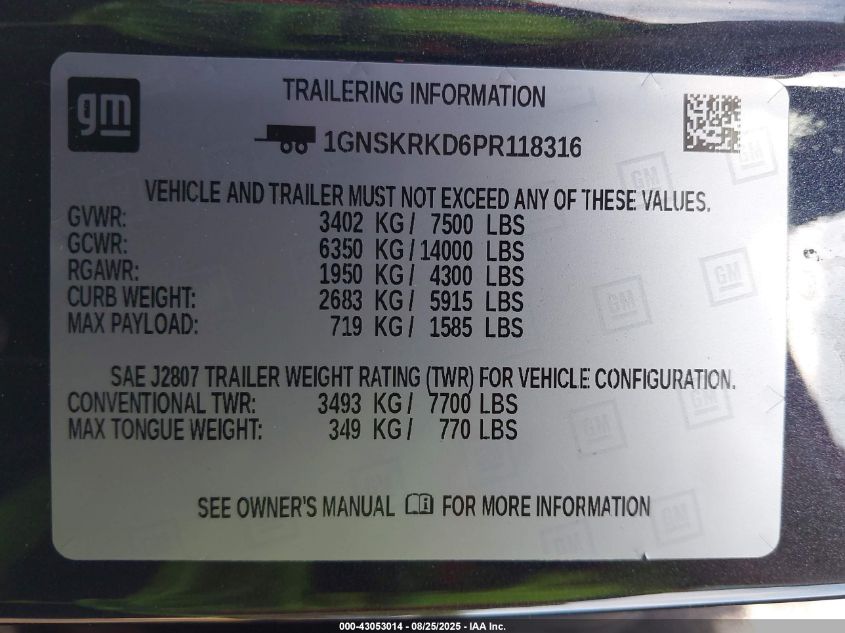 gm
TRAILERING INFORMATION
1GNSKRKD6PR118316
VEHICLE AND TRAILER MUST NOT EXCEED ANY OF THESE VALUES.
GVWR: 3402 KG / 7500 LBS
GCWR: 6350 KG / 14000 LBS
RGAWR: 1950 KG / 4300 LBS
CURB WEIGHT: 2683 KG / 5915 LBS
MAX PAYLOAD: 719 KG / 1585 LBS
SAE J2807 TRAILER WEIGHT RATING (TWR) FOR VEHICLE CONFIGURATION.
CONVENTIONAL TWR: 3493 KG / 7700 LBS
MAX TONGUE WEIGHT: 349 KG / 770 LBS
SEE OWNER'S MANUAL FOR MORE INFORMATION
000-43053014 - 08/25/2025 - IAA Inc.